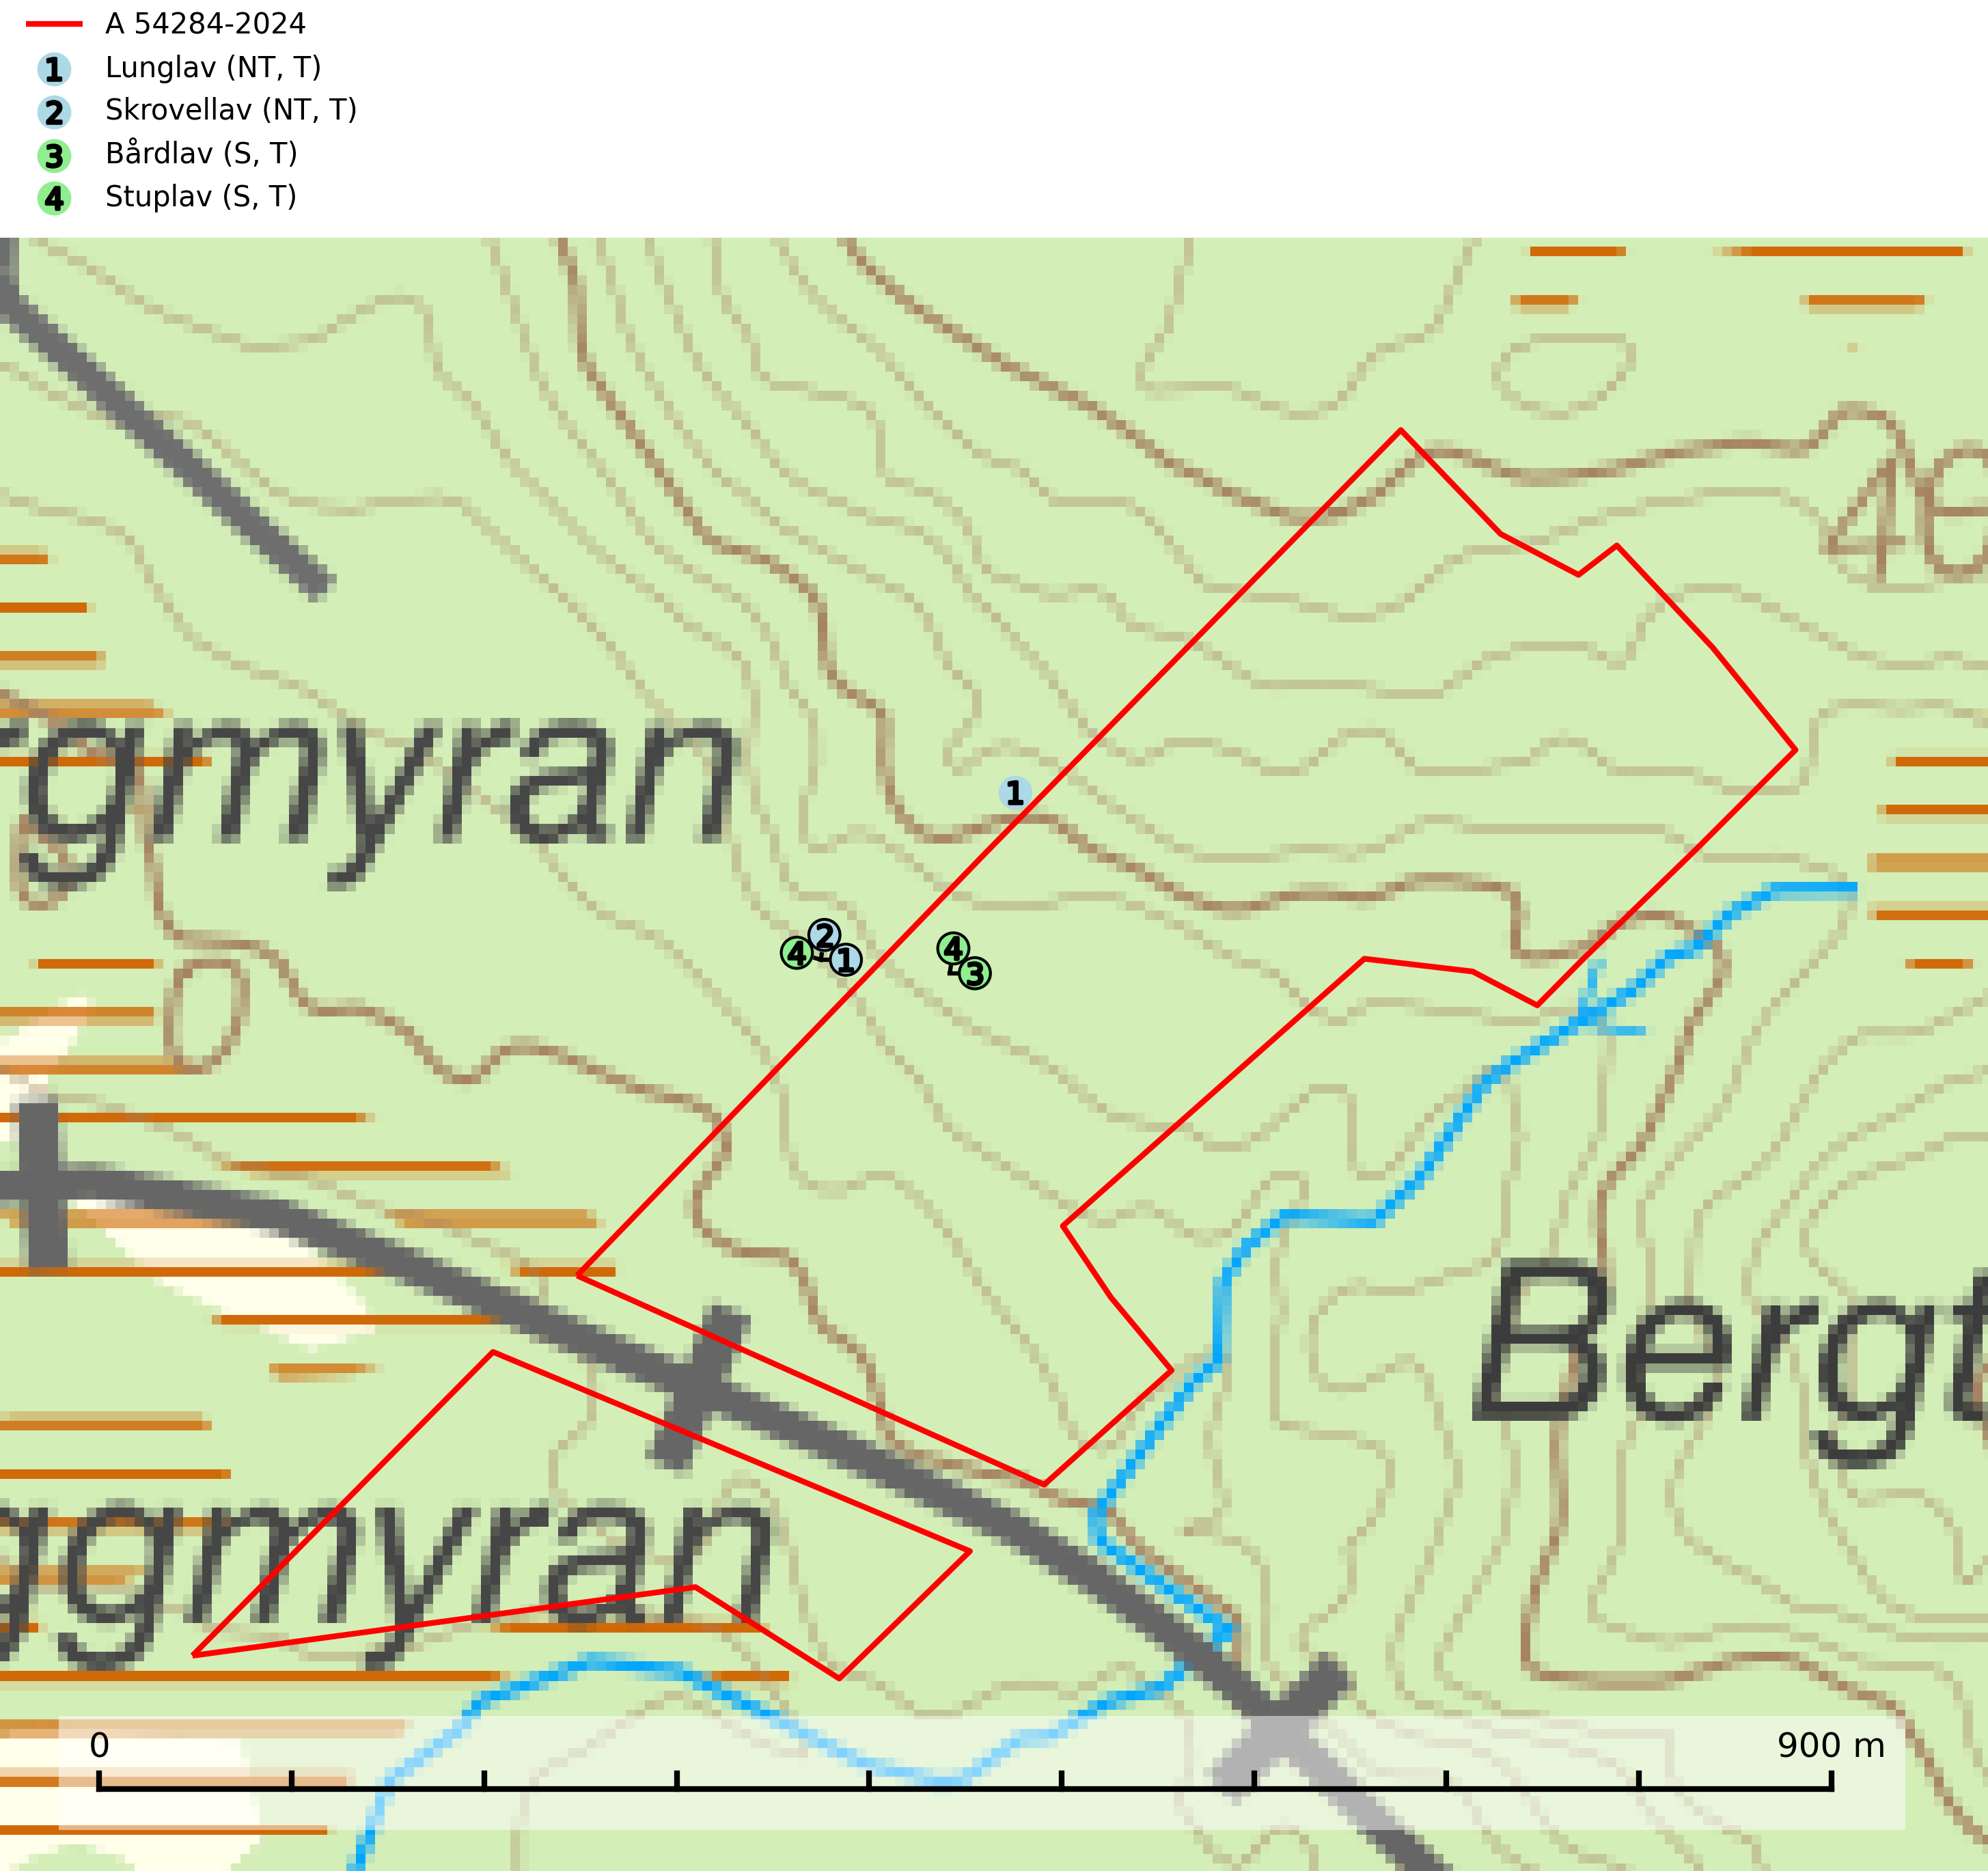 A 54284-2024
1 Lunglav (NT, T)
2 Skrovellav (NT, T)
3 Bårdlav (S, T)
4 Stuplav (S, T)
gmyran
1
2
4
1
4
3
Bergt
ygmyran
0
900 m